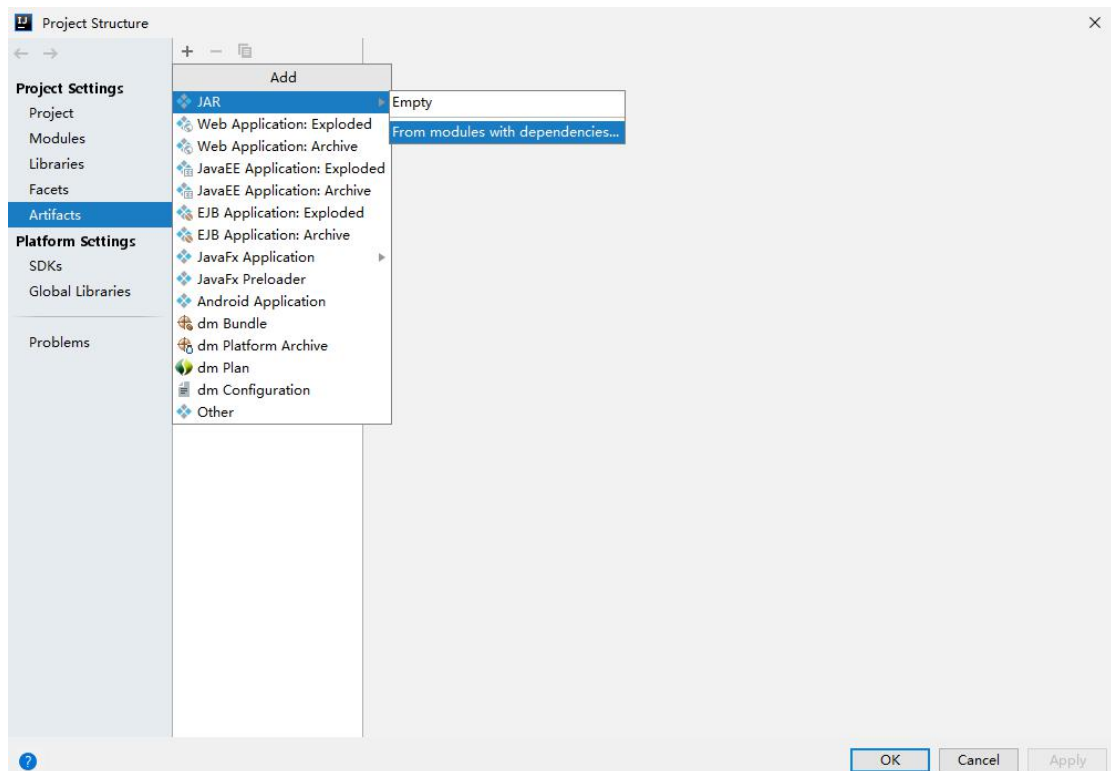 Project Structure
Project Settings
Project
Modules
Libraries
Facets
Artifacts
Platform Settings
SDKs
Global Libraries
Problems
Add
JAR
Web Application: Exploded
Web Application: Archive
JavaEE Application: Exploded
JavaEE Application: Archive
EJB Application: Exploded
EJB Application: Archive
JavaFx Application
JavaFx Preloader
Android Application
dm Bundle
dm Platform Archive
dm Plan
dm Configuration
Other
Empty
From modules with dependencies...
OK Cancel Apply